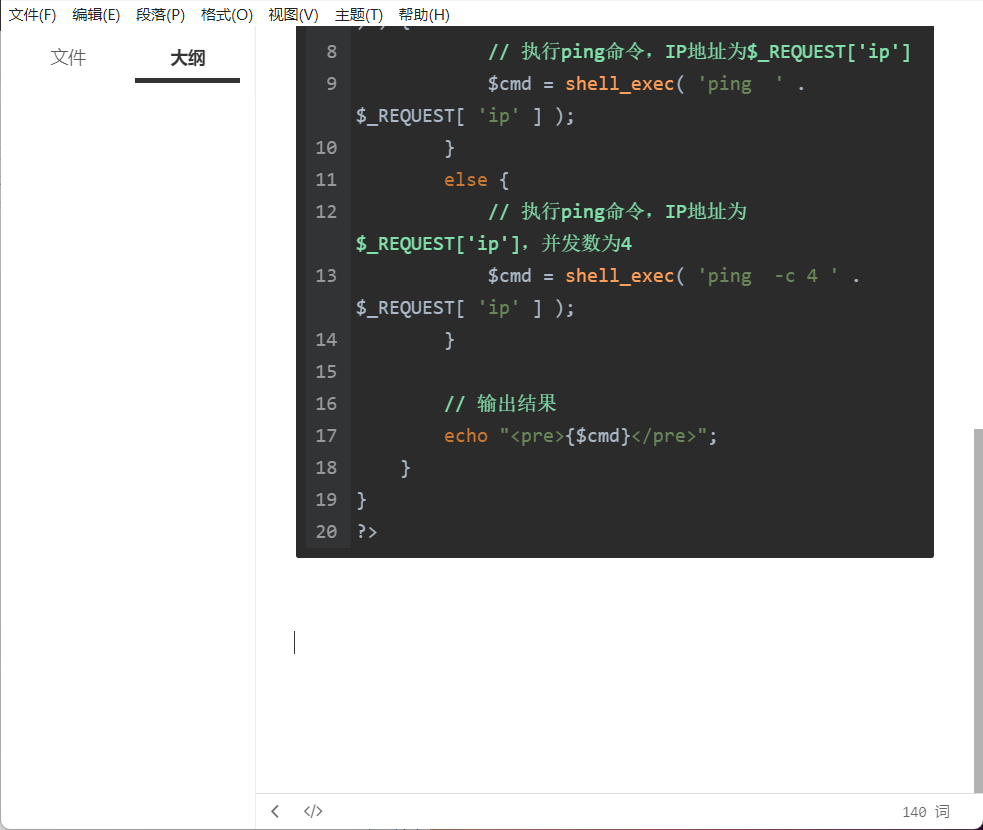 文件(F) 编辑(E) 段落(P) 格式(O) 视图(V) 主题(T) 帮助(H)
文件 大纲
8 // 执行ping命令，IP地址为$_REQUEST['ip']
9 $cmd = shell_exec( 'ping  ' .
$_REQUEST[ 'ip' ] );
10 }
11 else {
12 // 执行ping命令，IP地址为
$_REQUEST['ip']，并发数为4
13 $cmd = shell_exec( 'ping  -c 4 ' .
$_REQUEST[ 'ip' ] );
14 }
15
16 // 输出结果
17 echo "<pre>{$cmd}</pre>";
18 }
19 }
20 ?>
</> 140 词